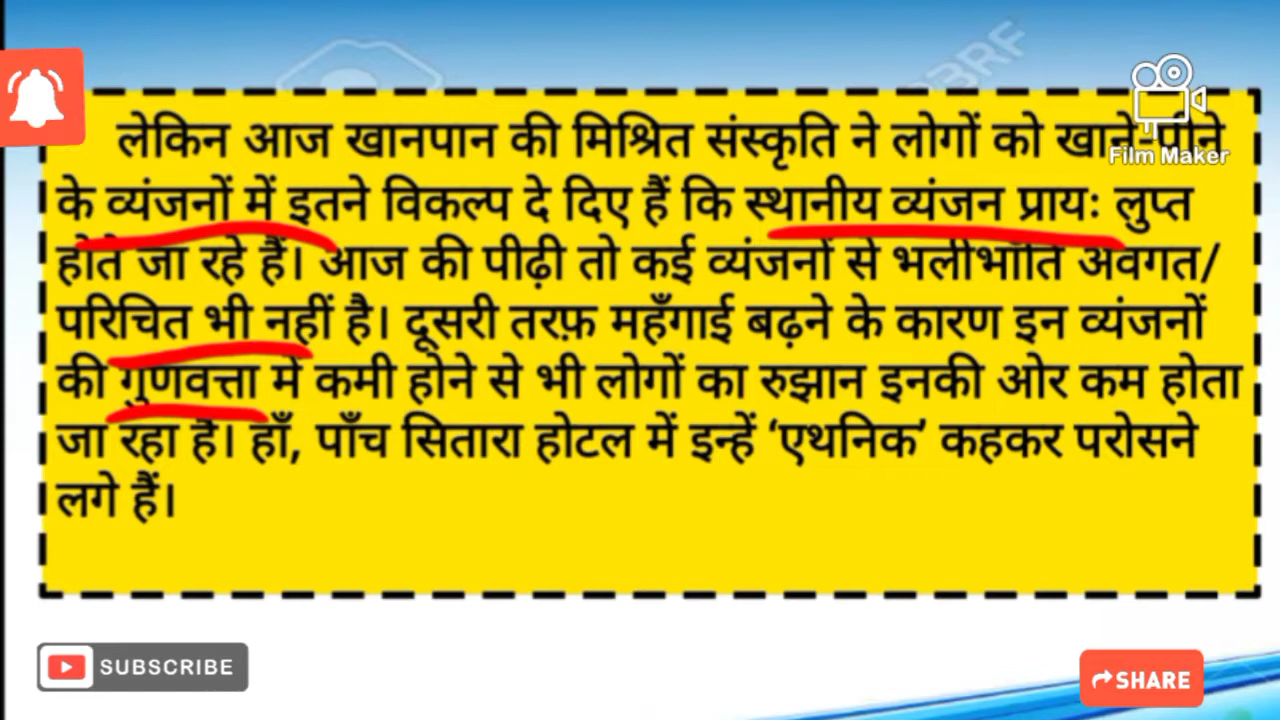 BRF
Film Maker
लेकिन आज खानपान की मिश्रित संस्कृति ने लोगों को खाने-पीने
के व्यंजनों में इतने विकल्प दे दिए हैं कि स्थानीय व्यंजन प्रायः लुप्त
होते जा रहे हैं। आज की पीढ़ी तो कई व्यंजनों से भलीभाँति अवगत/
परिचित भी नहीं है। दूसरी तरफ़ महँगाई बढ़ने के कारण इन व्यंजनों
की गुणवत्ता में कमी होने से भी लोगों का रुझान इनकी ओर कम होता
जा रहा है। हाँ, पाँच सितारा होटल में इन्हें ‘एथनिक’ कहकर परोसने
लगे हैं।
SUBSCRIBE
SHARE